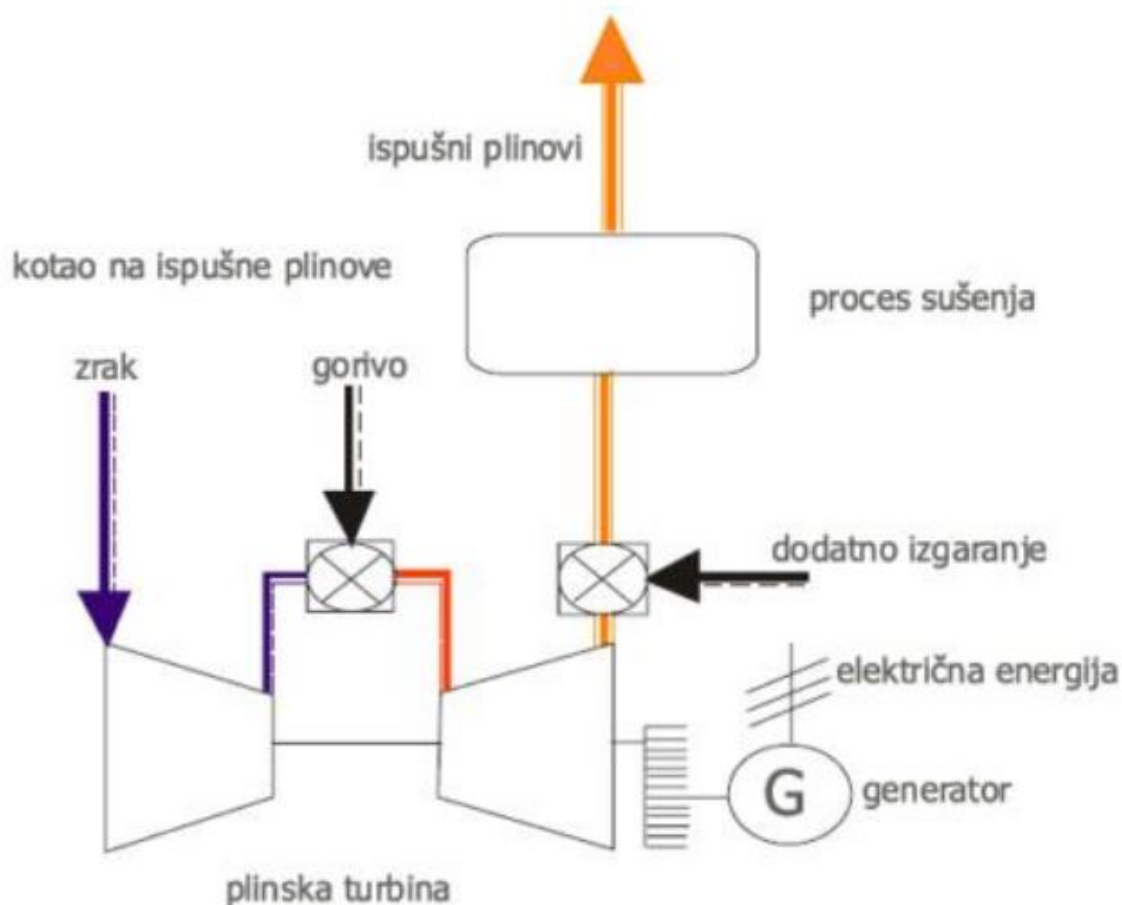 ispušni plinovi
kotao na ispušne plinove
proces sušenja
zrak
gorivo
dodatno izgaranje
električna energija
G
generator
plinska turbina